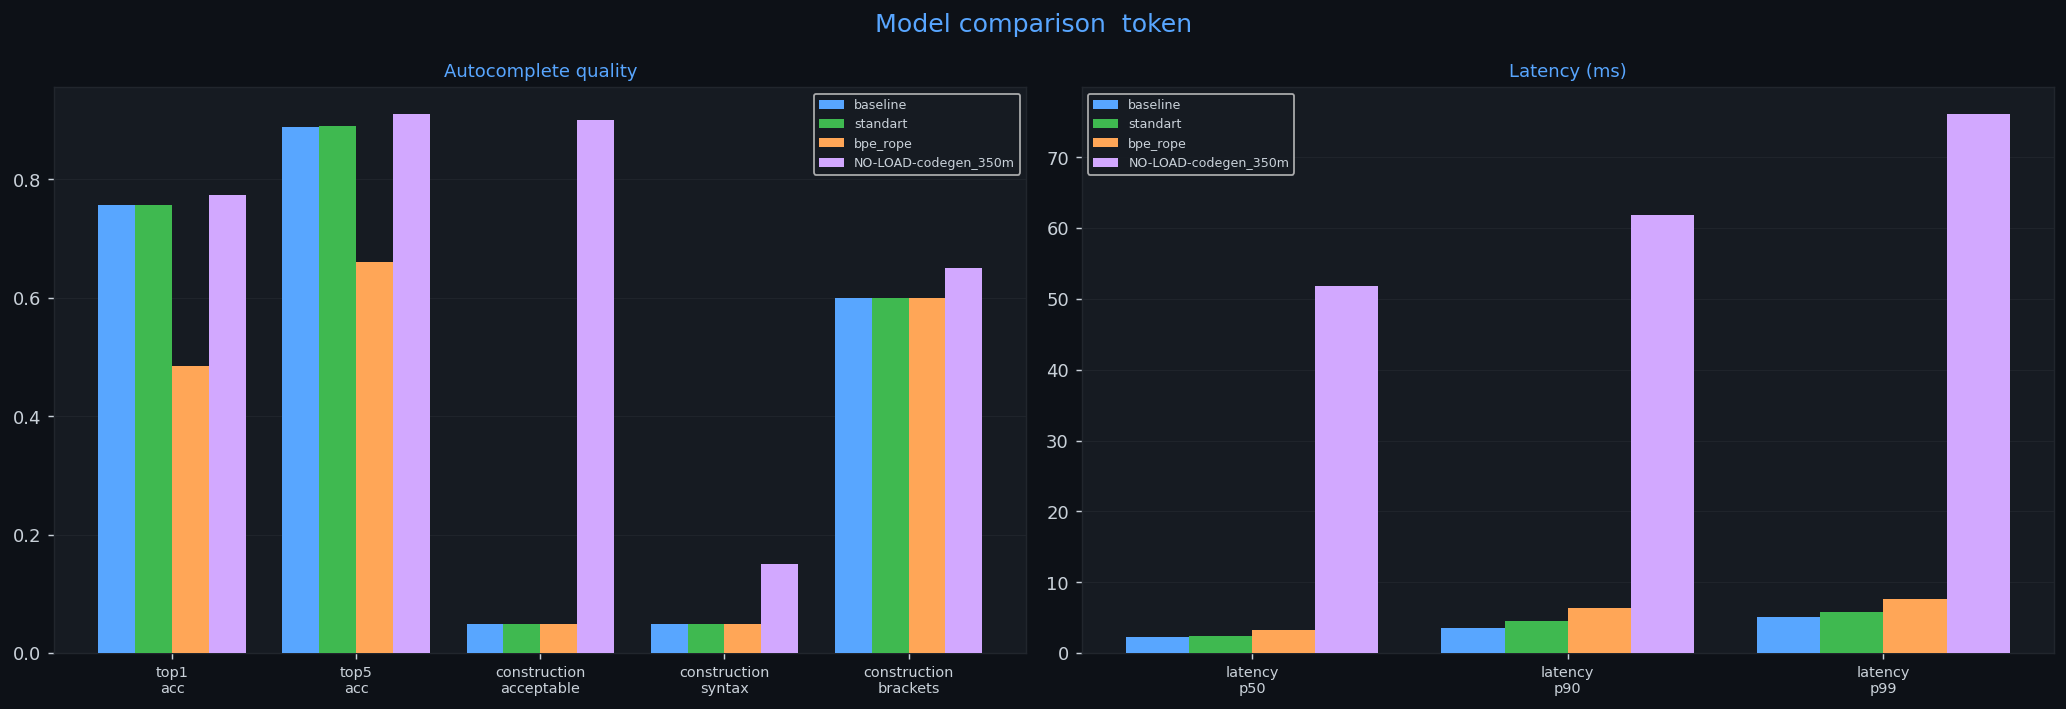 Model comparison  token
Autocomplete quality
baseline
standart
bpe_rope
NO-LOAD-codegen_350m
0.8
0.6
0.4
0.2
0.0
top1
acc
top5
acc
construction
acceptable
construction
syntax
construction
brackets
Latency (ms)
baseline
standart
bpe_rope
NO-LOAD-codegen_350m
70
60
50
40
30
20
10
0
latency
p50
latency
p90
latency
p99